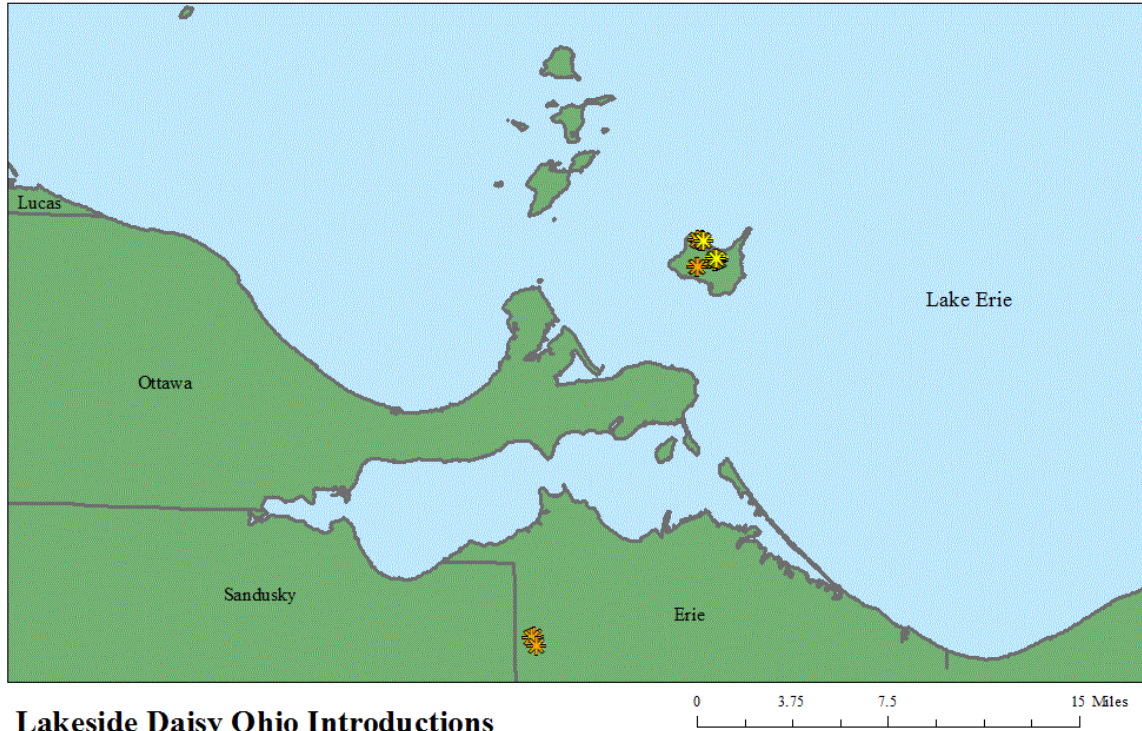 Lucas
Lake Erie
Ottawa
Sandusky
Erie
0 3.75 7.5 15 Miles
Lakeside Daisy Ohio Introductions